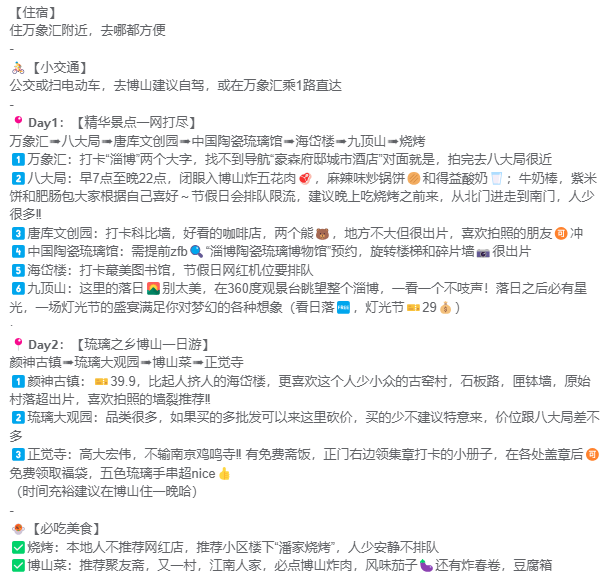 【住宿】
住万象汇附近，去哪都方便
-
🚴【小交通】
公交或扫电动车，去博山建议自驾，或在万象汇乘1路直达
-
📍Day1：【精华景点一网打尽】
万象汇➡八大局➡唐库文创园➡中国陶瓷琉璃馆➡海岱楼➡九顶山➡烧烤
1️⃣万象汇：打卡“淄博”两个大字，找不到导航“豪森府邸城市酒店”对面就是，拍完去八大局很近
2️⃣八大局：早7点至晚22点，闭眼入博山炸五花肉🥩，麻辣味炒锅饼🥘和得益酸奶🥛；牛奶棒，紫米饼和肥肠包大家根据自己喜好～节假日会排队限流，建议晚上吃烧烤之前来，从北门进走到南门，人少很多‼
3️⃣唐库文创园：打卡科比墙，好看的咖啡店，两个熊🐻，地方不大但很出片，喜欢拍照的朋友🉑冲
4️⃣中国陶瓷琉璃馆：需提前zfb🔍“淄博陶瓷琉璃博物馆”预约，旋转楼梯和碎片墙📷很出片
5️⃣海岱楼：打卡最美图书馆，节假日网红机位要排队
6️⃣九顶山：这里的落日🌄别太美，在360度观景台眺望整个淄博，一看一个不吱声！落日之后必有星光，一场灯光节的盛宴满足你对梦幻的各种想象（看日落🆓，灯光节🎫29💰）
.
📍Day2：【琉璃之乡博山一日游】
颜神古镇➡琉璃大观园➡博山菜➡正觉寺
1️⃣颜神古镇：🎫39.9，比起人挤人的海岱楼，更喜欢这个人少小众的古窑村，石板路，匣钵墙，原始村落超出片，喜欢拍照的墙裂推荐‼
2️⃣琉璃大观园：品类很多，如果买的多批发可以来这里砍价，买的少不建议特意来，价位跟八大局差不多
3️⃣正觉寺：高大宏伟，不输南京鸡鸣寺‼ 有免费斋饭，正门右边领集章打卡的小册子，在各处盖章后🉑免费领取福袋，五色琉璃手串超nice👍
（时间充裕建议在博山住一晚哈）
-
🥘【必吃美食】
✅烧烤：本地人不推荐网红店，推荐小区楼下“潘家烧烤”，人少安静不排队
✅博山菜：推荐聚友斋，又一村，江南人家，必点博山炸肉，风味茄子🍆还有炸春卷，豆腐箱